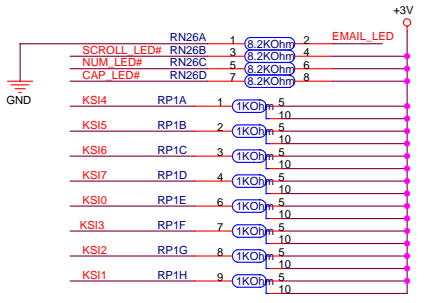 +3V
RN26A 1 8.2KOhm 2 EMAIL_LED
SCROLL_LED# RN26B 3 8.2KOhm 4
NUM_LED# RN26C 5 8.2KOhm 6
CAP_LED# RN26D 7 8.2KOhm 8
GND
KSI4 RP1A 1 1KOhm 5
10
KSI5 RP1B 2 1KOhm 5
10
KSI6 RP1C 3 1KOhm 5
10
KSI7 RP1D 4 1KOhm 5
10
KSI0 RP1E 6 1KOhm 5
10
KSI3 RP1F 7 1KOhm 5
10
KSI2 RP1G 8 1KOhm 5
10
KSI1 RP1H 9 1KOhm 5
10